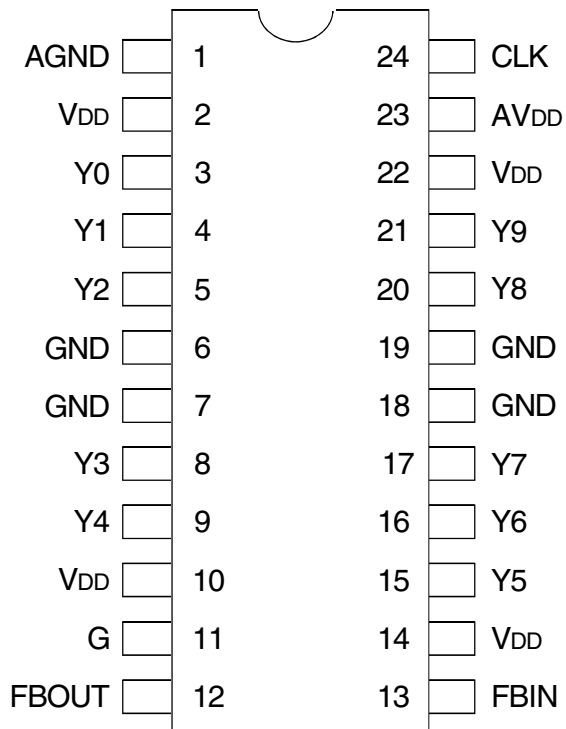 AGND 1 24 CLK
VDD 2 23 AVDD
Y0 3 22 VDD
Y1 4 21 Y9
Y2 5 20 Y8
GND 6 19 GND
GND 7 18 GND
Y3 8 17 Y7
Y4 9 16 Y6
VDD 10 15 Y5
G 11 14 VDD
FBOUT 12 13 FBIN